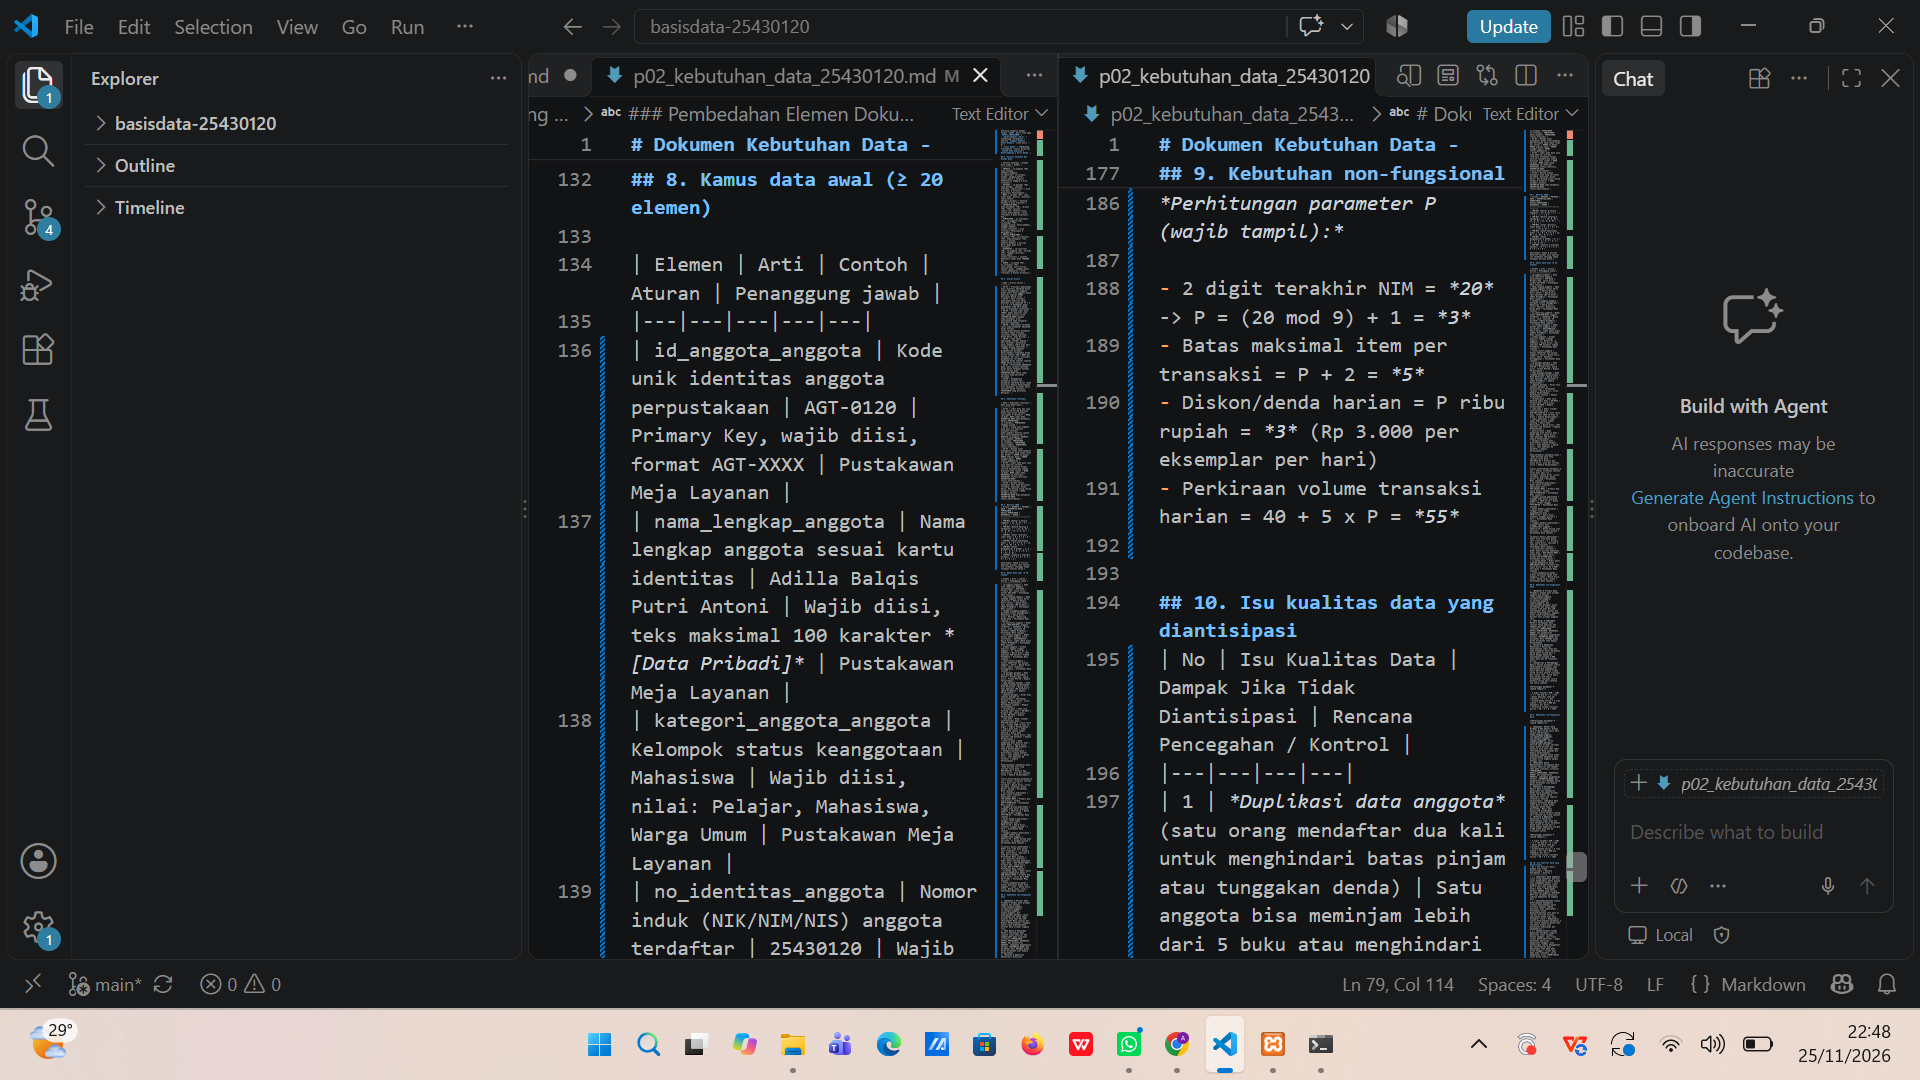 File Edit Selection View Go Run ···
basisdata-25430120
Update
Explorer
basisdata-25430120
Outline
Timeline
1
4
1
nd
p02_kebutuhan_data_25430120.md M
ng ... > abc ### Pembedahan Elemen Doku... Text Editor
1 # Dokumen Kebutuhan Data -
132 ## 8. Kamus data awal (≥ 20
elemen)
133
134 | Elemen | Arti | Contoh |
Aturan | Penanggung jawab |
135 |---|---|---|---|---|
136 | id_anggota_anggota | Kode
unik identitas anggota
perpustakaan | AGT-0120 |
Primary Key, wajib diisi,
format AGT-XXXX | Pustakawan
Meja Layanan |
137 | nama_lengkap_anggota | Nama
lengkap anggota sesuai kartu
identitas | Adilla Balqis
Putri Antoni | Wajib diisi,
teks maksimal 100 karakter *
[Data Pribadi]* | Pustakawan
Meja Layanan |
138 | kategori_anggota_anggota |
Kelompok status keanggotaan |
Mahasiswa | Wajib diisi,
nilai: Pelajar, Mahasiswa,
Warga Umum | Pustakawan Meja
Layanan |
139 | no_identitas_anggota | Nomor
induk (NIK/NIM/NIS) anggota
terdaftar | 25430120 | Wajib
p02_kebutuhan_data_25430120
p02_kebutuhan_data_2543... > abc # Doku Text Editor
1 # Dokumen Kebutuhan Data -
177 ## 9. Kebutuhan non-fungsional
186 *Perhitungan parameter P
(wajib tampil):*
187
188 - 2 digit terakhir NIM = *20*
-> P = (20 mod 9) + 1 = *3*
189 - Batas maksimal item per
transaksi = P + 2 = *5*
190 - Diskon/denda harian = P ribu
rupiah = *3* (Rp 3.000 per
eksemplar per hari)
191 - Perkiraan volume transaksi
harian = 40 + 5 x P = *55*
192
193
194 ## 10. Isu kualitas data yang
diantisipasi
195 | No | Isu Kualitas Data |
Dampak Jika Tidak
Diantisipasi | Rencana
Pencegahan / Kontrol |
196 |---|---|---|---|
197 | 1 | *Duplikasi data anggota*
(satu orang mendaftar dua kali
untuk menghindari batas pinjam
atau tunggakan denda) | Satu
anggota bisa meminjam lebih
dari 5 buku atau menghindari
Chat
Build with Agent
AI responses may be
inaccurate
Generate Agent Instructions to
onboard AI onto your
codebase.
p02_kebutuhan_data_2543(
Describe what to build
Local
main* 0 0
Ln 79, Col 114 Spaces: 4 UTF-8 LF { } Markdown
29°
22:48
25/11/2026